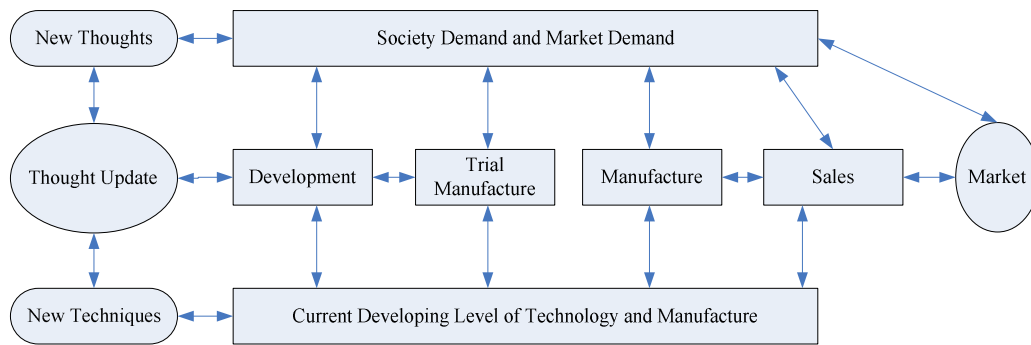 New Thoughts
Society Demand and Market Demand
Thought Update
Development
Trial
Manufacture
Manufacture
Sales
Market
New Techniques
Current Developing Level of Technology and Manufacture